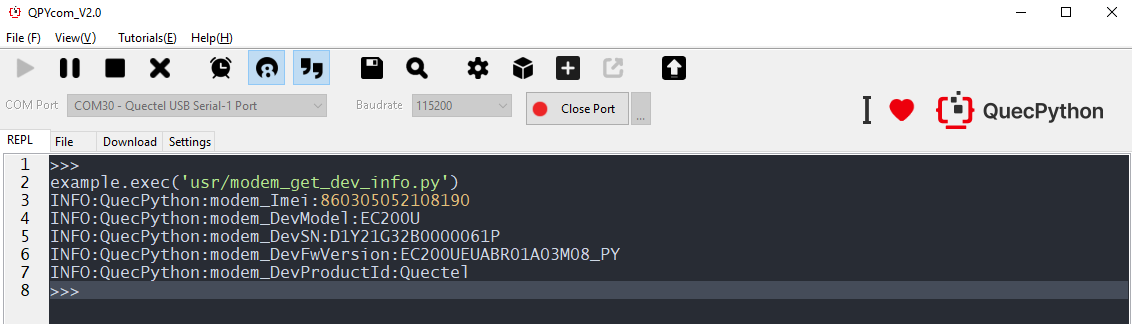 QPYcom_V2.0
File (F) View(V) Tutorials(E) Help(H)
COM Port COM30 - Quectel USB Serial-1 Port Baudrate 115200 Close Port ... I QuecPython
REPL File Download Settings
1 >>>
2 example.exec('usr/modem_get_dev_info.py')
3 INFO:QuecPython:modem_Imei:860305052108190
4 INFO:QuecPython:modem_DevModel:EC200U
5 INFO:QuecPython:modem_DevSN:D1Y21G32B0000061P
6 INFO:QuecPython:modem_DevFwVersion:EC200UEUABR01A03M08_PY
7 INFO:QuecPython:modem_DevProductId:Quectel
8 >>>